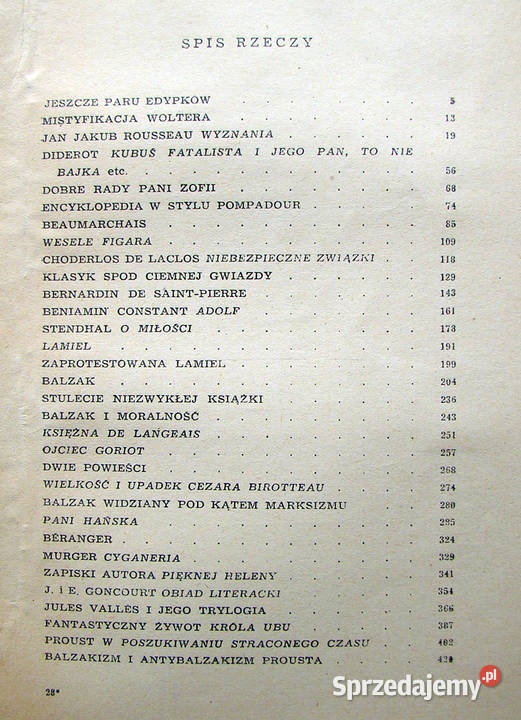 SPIS RZECZY
JESZCZE PARU EDYPKÓW . . . . . . . . 5
MISTYFIKACJA WOLTERA . . . . . . . . 13
JAN JAKUB ROUSSEAU WYZNANIA . . . . . 19
DIDEROT KUBUŚ FATALISTA I JEGO PAN, TO NIE
BAJKA etc. . . . . . . . . . . . 56
DOBRE RADY PANI ZOFII . . . . . . . . 68
ENCYKLOPEDIA W STYLU POMPADOUR . . . . 74
BEAUMARCHAIS . . . . . . . . . . 85
WESELE FIGARA . . . . . . . . . . 109
CHODERLOS DE LACLOS NIEBEZPIECZNE ZWIĄZKI . . 118
KLASYK SPOD CIEMNEJ GWIAZDY . . . . . 129
BERNARDIN DE SAINT-PIERRE . . . . . . 143
BENIAMIN CONSTANT ADOLF . . . . . . 161
STENDHAL O MIŁOŚCI . . . . . . . . 178
LAMIEL . . . . . . . . . . . . 191
ZAPROTESTOWANA LAMIEL . . . . . . . 199
BALZAK . . . . . . . . . . . . 204
STULECIE NIEZWYKŁEJ KSIĄŻKI . . . . . . 236
BALZAK I MORALNOŚĆ . . . . . . . . 243
KSIĘŻNA DE LANGEAIS . . . . . . . . 251
OJCIEC GORIOT . . . . . . . . . . 257
DWIE POWIEŚCI . . . . . . . . . . 268
WIELKOŚĆ I UPADEK CEZARA BIROTTEAU . . . . 274
BALZAK WIDZIANY POD KĄTEM MARKSIZMU . . . 280
PANI HAŃSKA . . . . . . . . . . 295
BÉRANGER . . . . . . . . . . . 324
MURGER CYGANERIA . . . . . . . . . 329
ZAPISKI AUTORA PIĘKNEJ HELENY . . . . . 341
J. i E. GONCOURT OBIAD LITERACKI . . . . . 354
JULES VALLÈS I JEGO TRYLOGIA . . . . . . 366
FANTASTYCZNY ŻYWOT KRÓLA UBU . . . . . 387
PROUST W POSZUKIWANIU STRACONEGO CZASU . . 402
BALZAKIZM I ANTYBALZAKIZM PROUSTA . . . .
28*
Sprzedajemy.pl